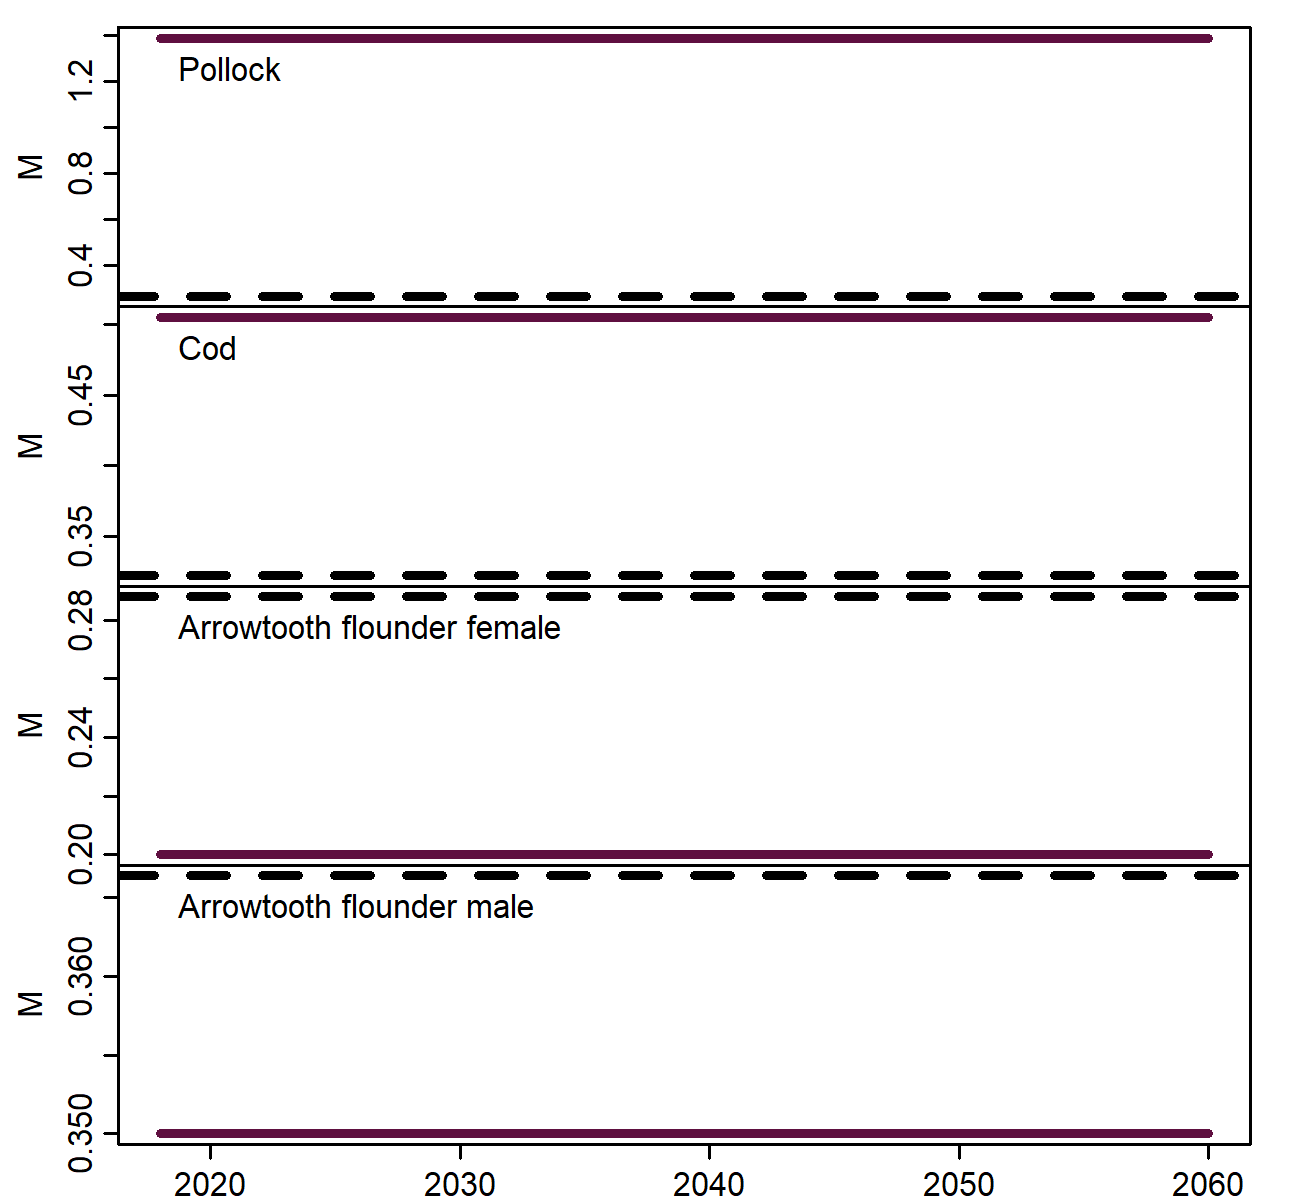 M
1.2
0.8
0.4
Pollock
M
0.45
0.35
Cod
M
0.28
0.24
0.20
Arrowtooth flounder female
M
0.360
0.350
Arrowtooth flounder male
2020 2030 2040 2050 2060